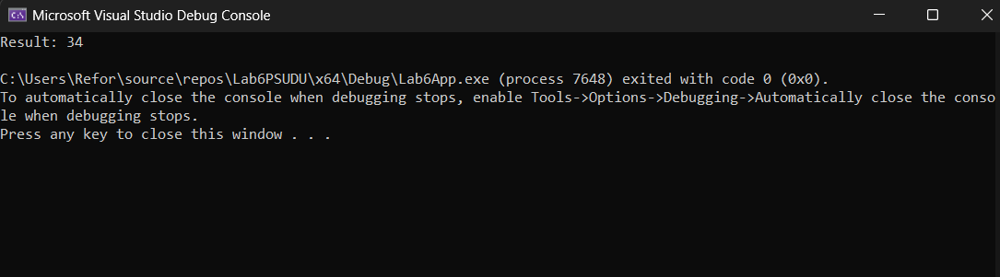 Microsoft Visual Studio Debug Console
Result: 34
C:\Users\Refor\source\repos\Lab6PSUDU\x64\Debug\Lab6App.exe (process 7648) exited with code 0 (0x0).
To automatically close the console when debugging stops, enable Tools->Options->Debugging->Automatically close the conso
le when debugging stops.
Press any key to close this window . . .